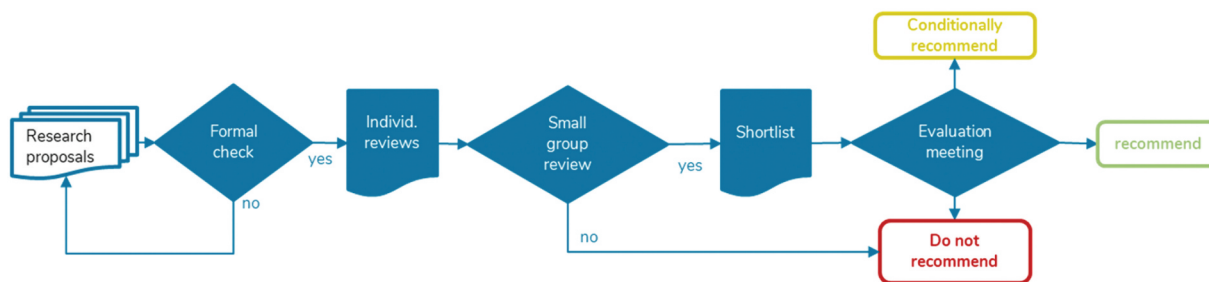 Conditionally
recommend
Research
proposals
Formal
check
yes
no
Individ.
reviews
Small
group
review
yes
no
Shortlist
Evaluation
meeting
recommend
Do not
recommend